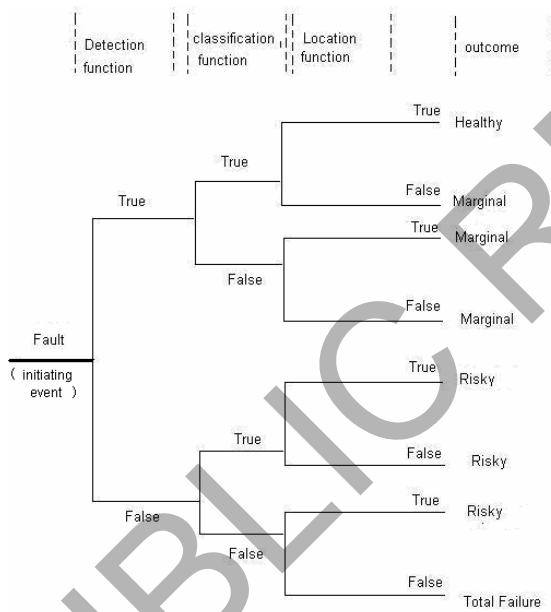 Detection function
classification function
Location function
outcome
True
Healthy
True
False
Marginal
True
True
Marginal
False
False
Marginal
Fault
( initiating event )
True
Risky
True
False
Risky
False
True
Risky
False
False
Total Failure